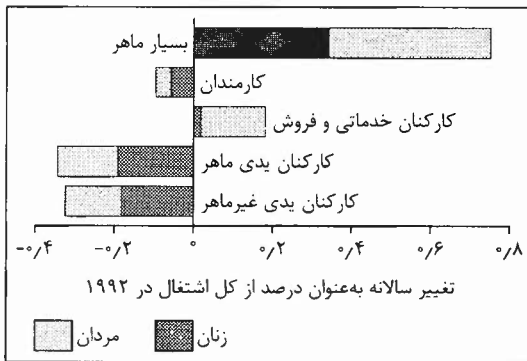 بسیار ماهر
کارمندان
کارکنان خدماتی و فروش
کارکنان یدی ماهر
کارکنان یدی غیرماهر
-۰٫۴ -۰٫۲ ۰ ۰٫۲ ۰٫۴ ۰٫۶ ۰٫۸
تغییر سالانه به‌عنوان درصد از کل اشتغال در ۱۹۹۲
زنان مردان